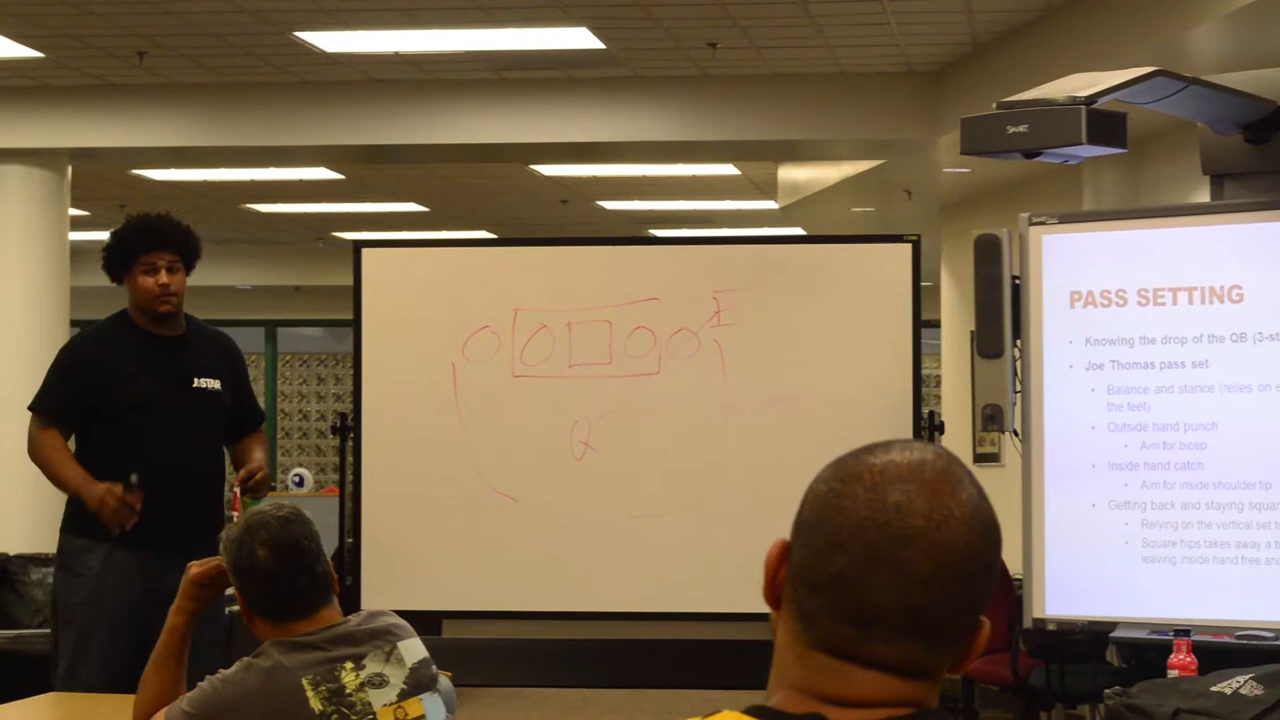 SMART
J5STAR
E
Q
PASS SETTING
• Knowing the drop of the QB (3-st
• Joe Thomas pass set
• Balance and stance (relies on e
the feet)
• Outside hand punch
• Aim for bicep
• Inside hand catch
• Aim for inside shoulder tip
• Getting back and staying squar
• Relying on the vertical set t
• Square hips takes away a t
leaving inside hand free and